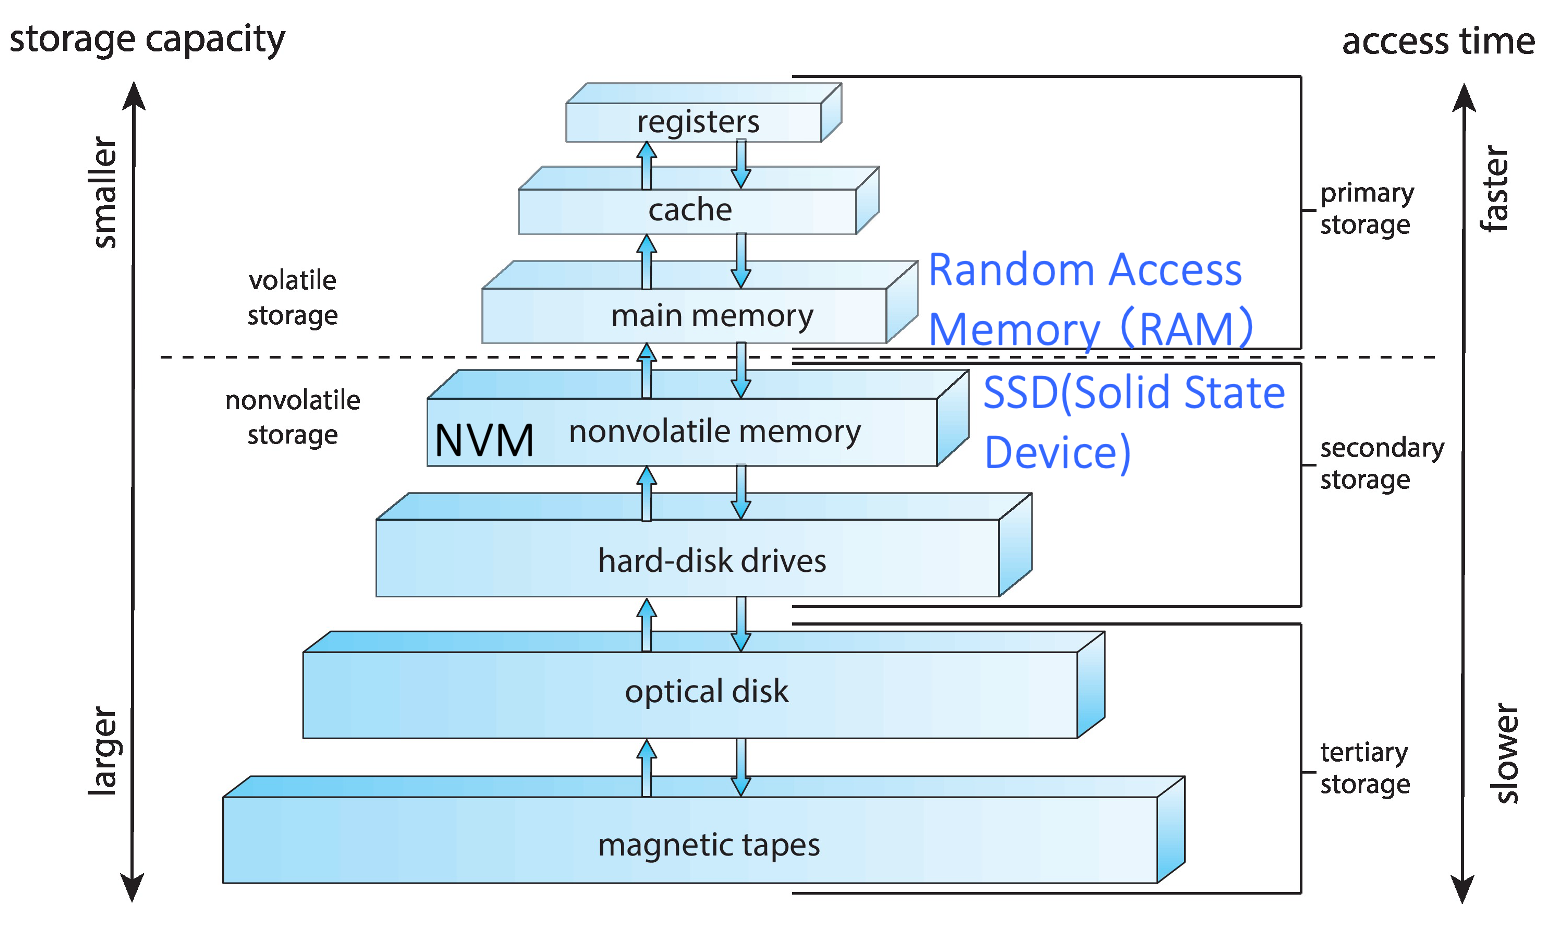 storage capacity
access time
smaller
larger
faster
slower
registers
cache
primary
storage
volatile
storage
main memory
Random Access
Memory（RAM）
nonvolatile
storage
NVM
nonvolatile memory
SSD(Solid State
Device)
secondary
storage
hard-disk drives
optical disk
tertiary
storage
magnetic tapes